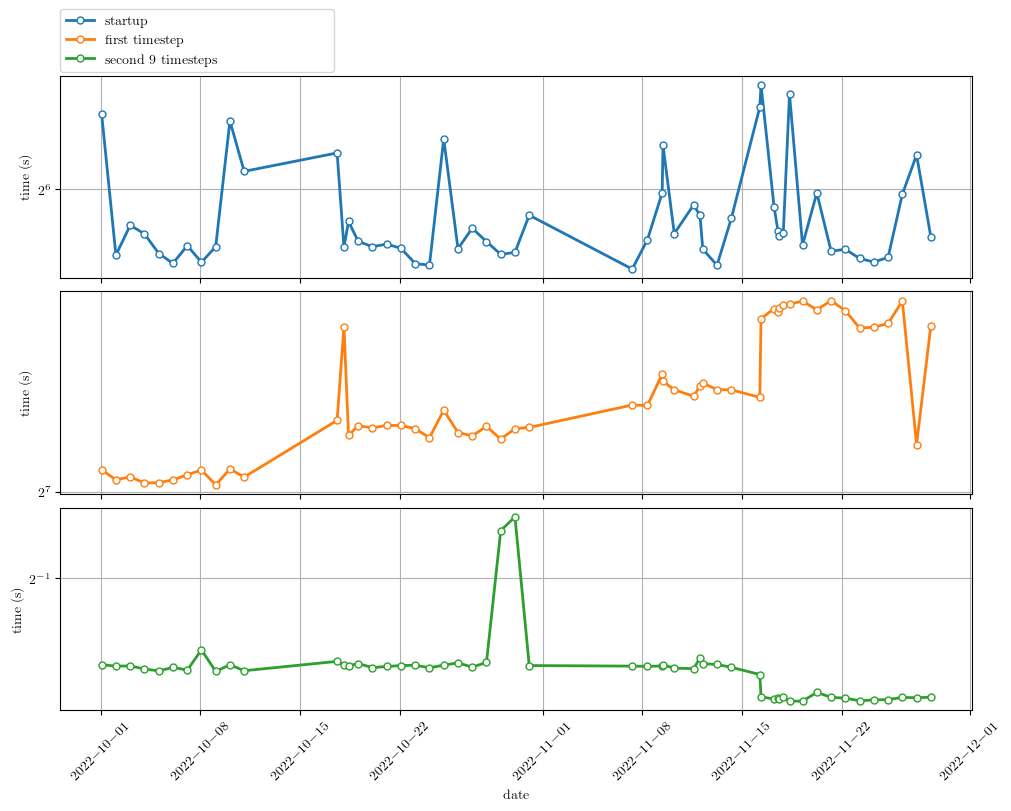 startup
first timestep
second 9 timesteps
time (s)
2^6
time (s)
2^7
time (s)
2^−1
2022−10−01
2022−10−08
2022−10−15
2022−10−22
2022−11−01
2022−11−08
2022−11−15
2022−11−22
2022−12−01
date